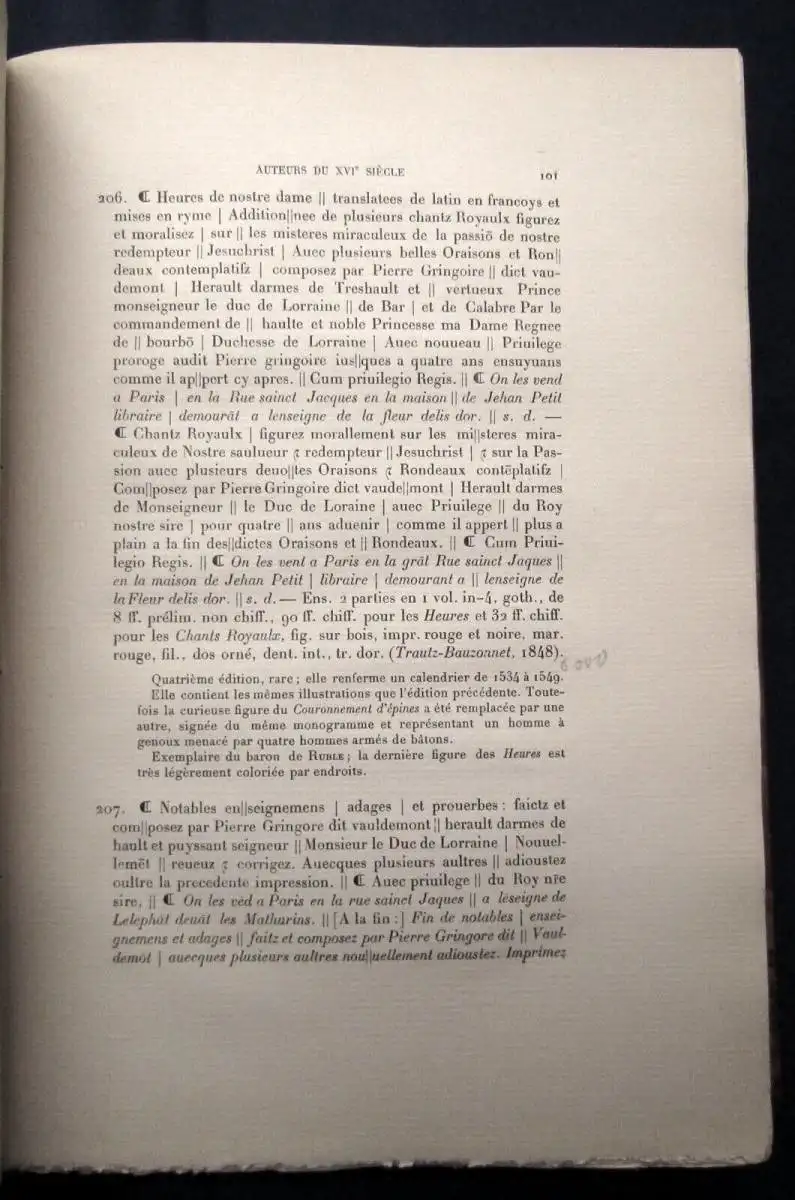 AUTEURS DU XVIe SIÈCLE 101
206. ⁋ Heures de nostre dame || translatees de latin en francoys et
mises en ryme | Addition||nee de plusieurs chantz Royaulx figurez
et moralisez | sur || les misteres miraculeux de la passiõ de nostre
redempteur || Jesuchrist | Auec plusieurs belles Oraisons et Ron||
deaux contemplatifz | composez par Pierre Gringoire || dict vau-
demont | Herault darmes de Treshault et || vertueux Prince
monseigneur le duc de Lorraine || de Bar | et de Calabre Par le
commandement de || haulte et noble Princesse ma Dame Regnee
de || bourbõ | Duchesse de Lorraine | Auec nouueau || Priuilege
proroge audit Pierre gringoire ius||ques a quatre ans ensuyuans
comme il ap||pert cy apres. || Cum priuilegio Regis. || ⁋ On les vend
a Paris | en la Rue sainct Jacques en la maison || de Jehan Petit
libraire | demourãt a lenseigne de la fleur delis dor. || s. d. —
⁋ Chantz Royaulx | figurez morallement sur les mi||steres mira-
culeux de Nostre saulueur ⁊ redempteur || Jesuchrist | ⁊ sur la Pas-
sion auec plusieurs deuo||tes Oraisons ⁊ Rondeaux contẽplatifz |
Com||posez par Pierre Gringoire dict vaude||mont | Herault darmes
de Monseigneur || le Duc de Loraine | auec Priuilege || du Roy
nostre sire | pour quatre || ans aduenir | comme il appert || plus a
plain a la fin des||dictes Oraisons et || Rondeaux. || ⁋ Cum Priui-
legio Regis. || ⁋ On les vent a Paris en la grãt Rue sainct Jaques ||
en la maison de Jehan Petit | libraire | demourant a || lenseigne de
la Fleur delis dor. || s. d. — Ens. 2 parties en 1 vol. in-4, goth., de
8 ff. prélim. non chiff., 90 ff. chiff. pour les Heures et 32 ff. chiff.
pour les Chants Royaulx, fig. sur bois, impr. rouge et noire, mar.
rouge, fil., dos orné, dent. int., tr. dor. (Trautz-Bauzonnet, 1848).
Quatrième édition, rare ; elle renferme un calendrier de 1534 à 1549.
Elle contient les mêmes illustrations que l'édition précédente. Toute-
fois la curieuse figure du Couronnement d'épines a été remplacée par une
autre, signée du même monogramme et représentant un homme à
genoux menacé par quatre hommes armés de bâtons.
Exemplaire du baron de RUBLE ; la dernière figure des Heures est
très légèrement coloriée par endroits.
207. ⁋ Notables en||seignemens | adages | et prouerbes : faictz et
com||posez par Pierre Gringore dit vauldemont || herault darmes de
hault et puyssant seigneur || Monsieur le Duc de Lorraine | Nouuel-
lemẽt || reueuz ⁊ corrigez. Auecques plusieurs aultres || adioustez
oultre la precedente impression. || ⁋ Auec priuilege || du Roy nr̃e
sire. || ⁋ On les vẽd a Paris en la rue sainct Jaques || a lẽseigne de
Lelephãt deuãt les Mathurins. || [A la fin :] Fin de notables | ensei-
gnemens et adages || faitz et composez par Pierre Gringore dit || Vaul-
demõt | auecques plusieurs aultres nou||uellement adioustez. Imprimez